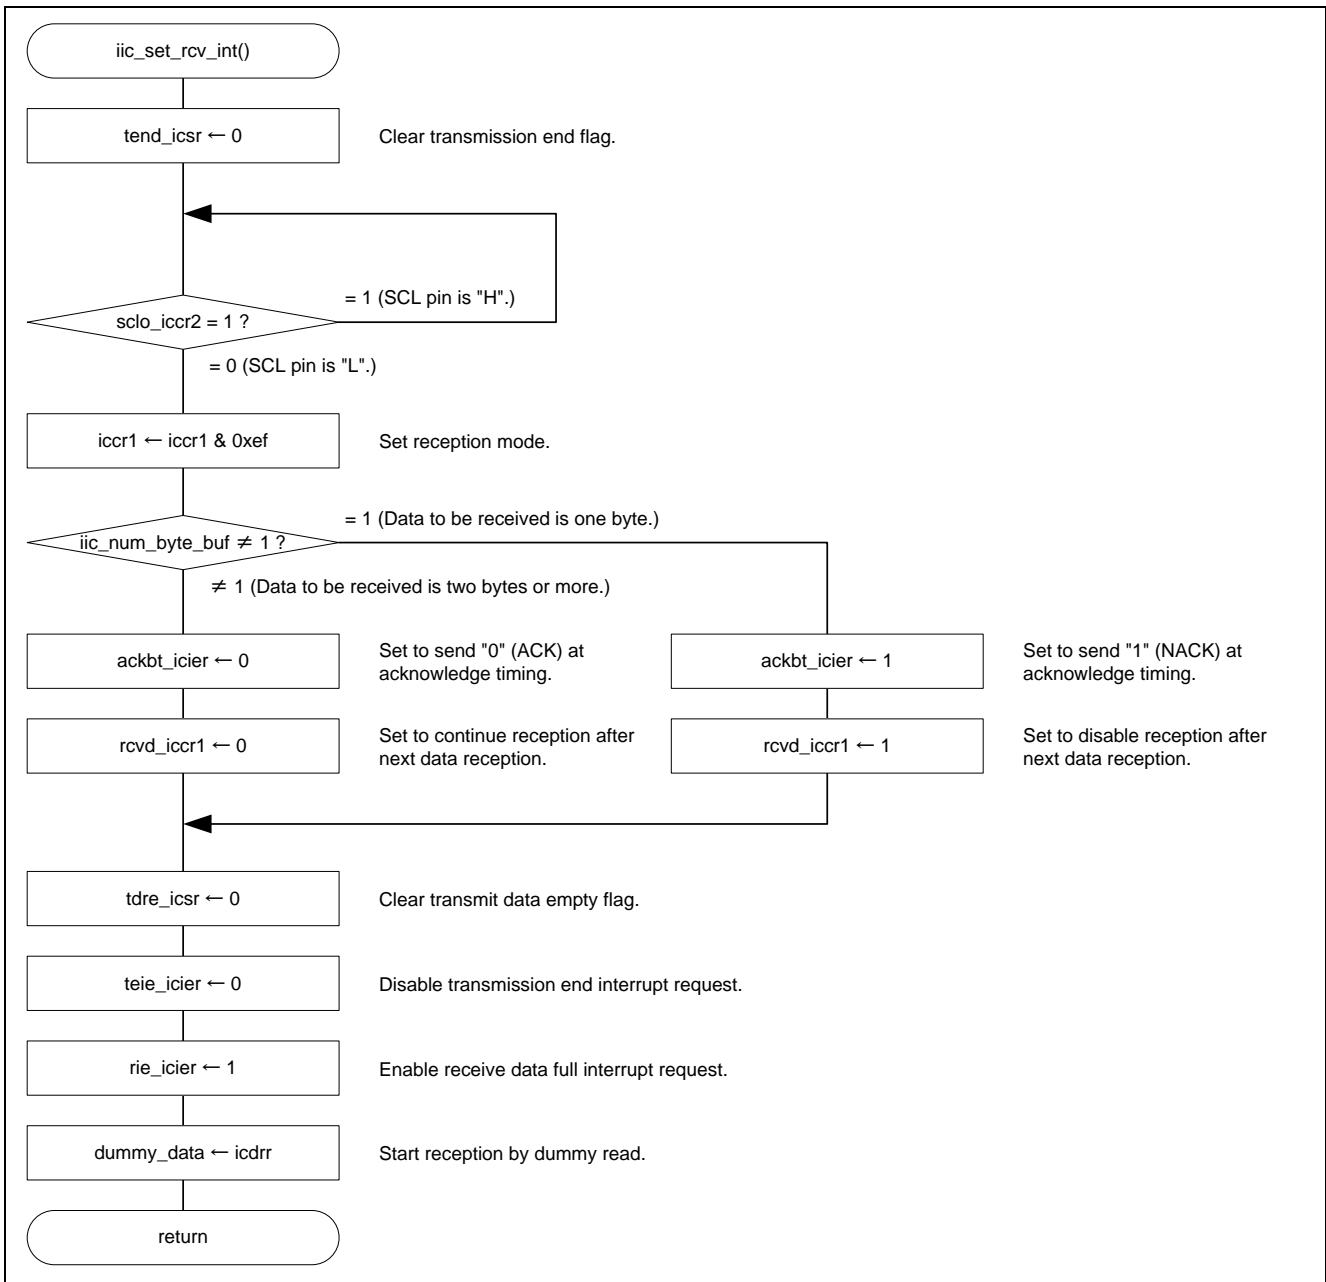 iic_set_rcv_int()
tend_icsr ← 0
Clear transmission end flag.
= 1 (SCL pin is "H".)
sclo_iccr2 = 1 ?
= 0 (SCL pin is "L".)
iccr1 ← iccr1 & 0xef
Set reception mode.
= 1 (Data to be received is one byte.)
iic_num_byte_buf ≠ 1 ?
≠ 1 (Data to be received is two bytes or more.)
ackbt_icier ← 0
Set to send "0" (ACK) at
acknowledge timing.
ackbt_icier ← 1
Set to send "1" (NACK) at
acknowledge timing.
rcvd_iccr1 ← 0
Set to continue reception after
next data reception.
rcvd_iccr1 ← 1
Set to disable reception after
next data reception.
tdre_icsr ← 0
Clear transmit data empty flag.
teie_icier ← 0
Disable transmission end interrupt request.
rie_icier ← 1
Enable receive data full interrupt request.
dummy_data ← icdrr
Start reception by dummy read.
return